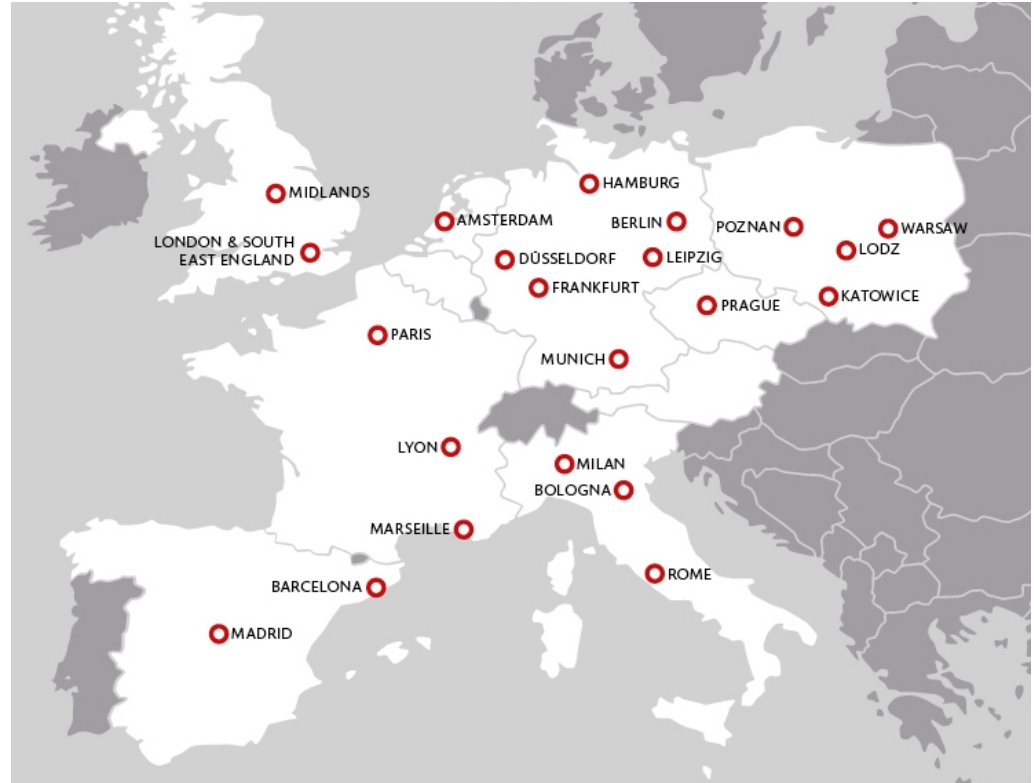 HAMBURG
MIDLANDS
AMSTERDAM
BERLIN
POZNAN
WARSAW
LONDON & SOUTH
EAST ENGLAND
LODZ
DÜSSELDORF
LEIPZIG
FRANKFURT
KATOWICE
PRAGUE
PARIS
MUNICH
LYON
MILAN
BOLOGNA
MARSEILLE
ROME
BARCELONA
MADRID